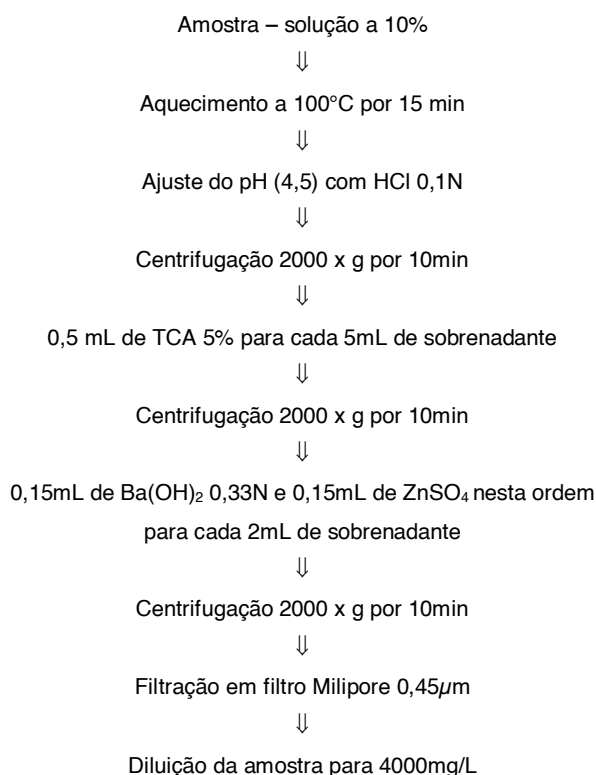 Amostra – solução a 10%
⇓
Aquecimento a 100°C por 15 min
⇓
Ajuste do pH (4,5) com HCl 0,1N
⇓
Centrifugação 2000 x g por 10min
⇓
0,5 mL de TCA 5% para cada 5mL de sobrenadante
⇓
Centrifugação 2000 x g por 10min
⇓
0,15mL de Ba(OH)₂ 0,33N e 0,15mL de ZnSO₄ nesta ordem
para cada 2mL de sobrenadante
⇓
Centrifugação 2000 x g por 10min
⇓
Filtração em filtro Milipore 0,45µm
⇓
Diluição da amostra para 4000mg/L